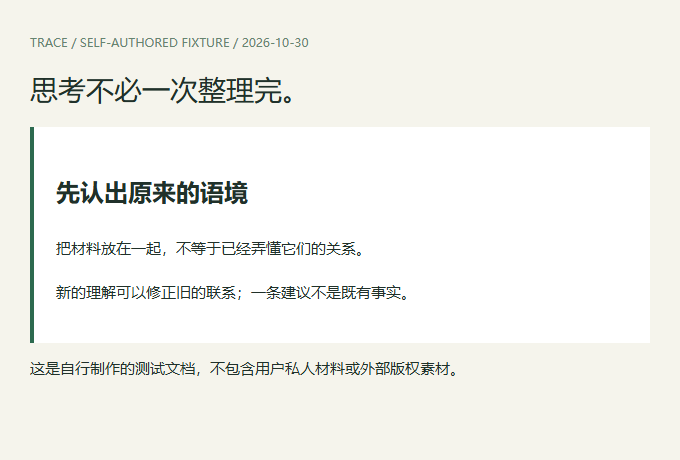 TRACE / SELF-AUTHORED FIXTURE / 2026-10-30
思考不必一次整理完。
先认出原来的语境
把材料放在一起，不等于已经弄懂它们的关系。
新的理解可以修正旧的联系；一条建议不是既有事实。
这是自行制作的测试文档，不包含用户私人材料或外部版权素材。